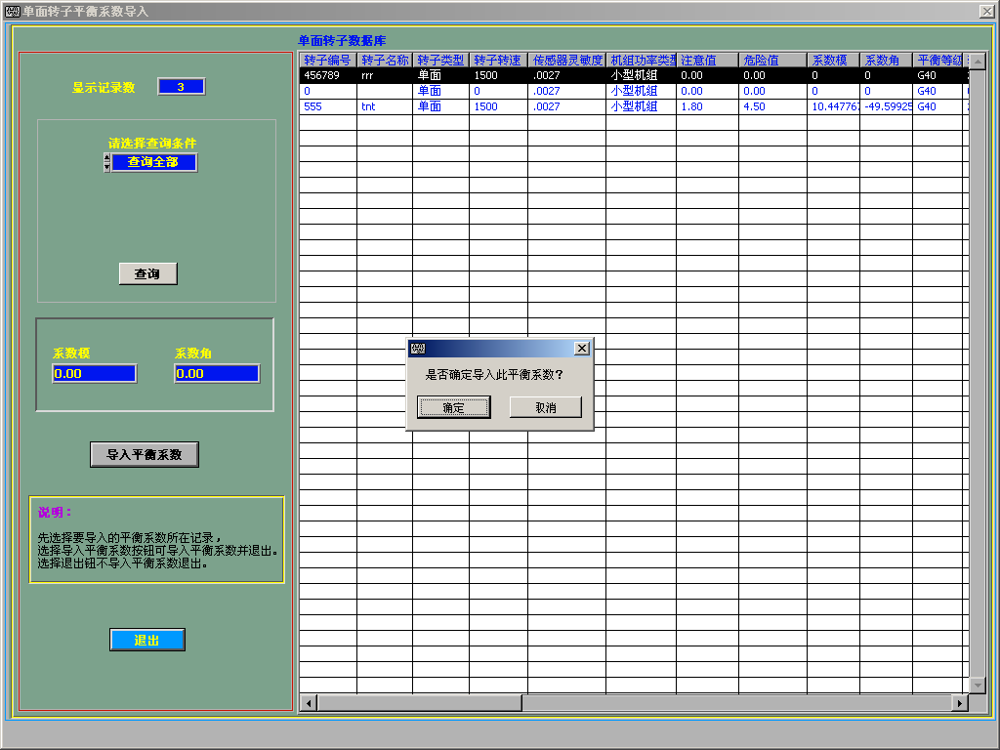 单面转子平衡系数导入
单面转子数据库
显示记录数 3
请选择查询条件
查询全部
查询
系数模 系数角
0.00 0.00
导入平衡系数
说明：
先选择要导入的平衡系数所在记录，
选择导入平衡系数按钮可导入平衡系数并退出。
选择退出钮不导入平衡系数退出。
退出
转子编号 转子名称 转子类型 转子转速 传感器灵敏度 机组功率类型 注意值 危险值 系数模 系数角 平衡等级
456789 rrr 单面 1500 .0027 小型机组 0.00 0.00 0 0 G40
0 单面 0 .0027 小型机组 0.00 0.00 0 0 G40
555 tnt 单面 1500 .0027 小型机组 1.80 4.50 10.44776 -49.59925 G40
是否确定导入此平衡系数？
确定 取消